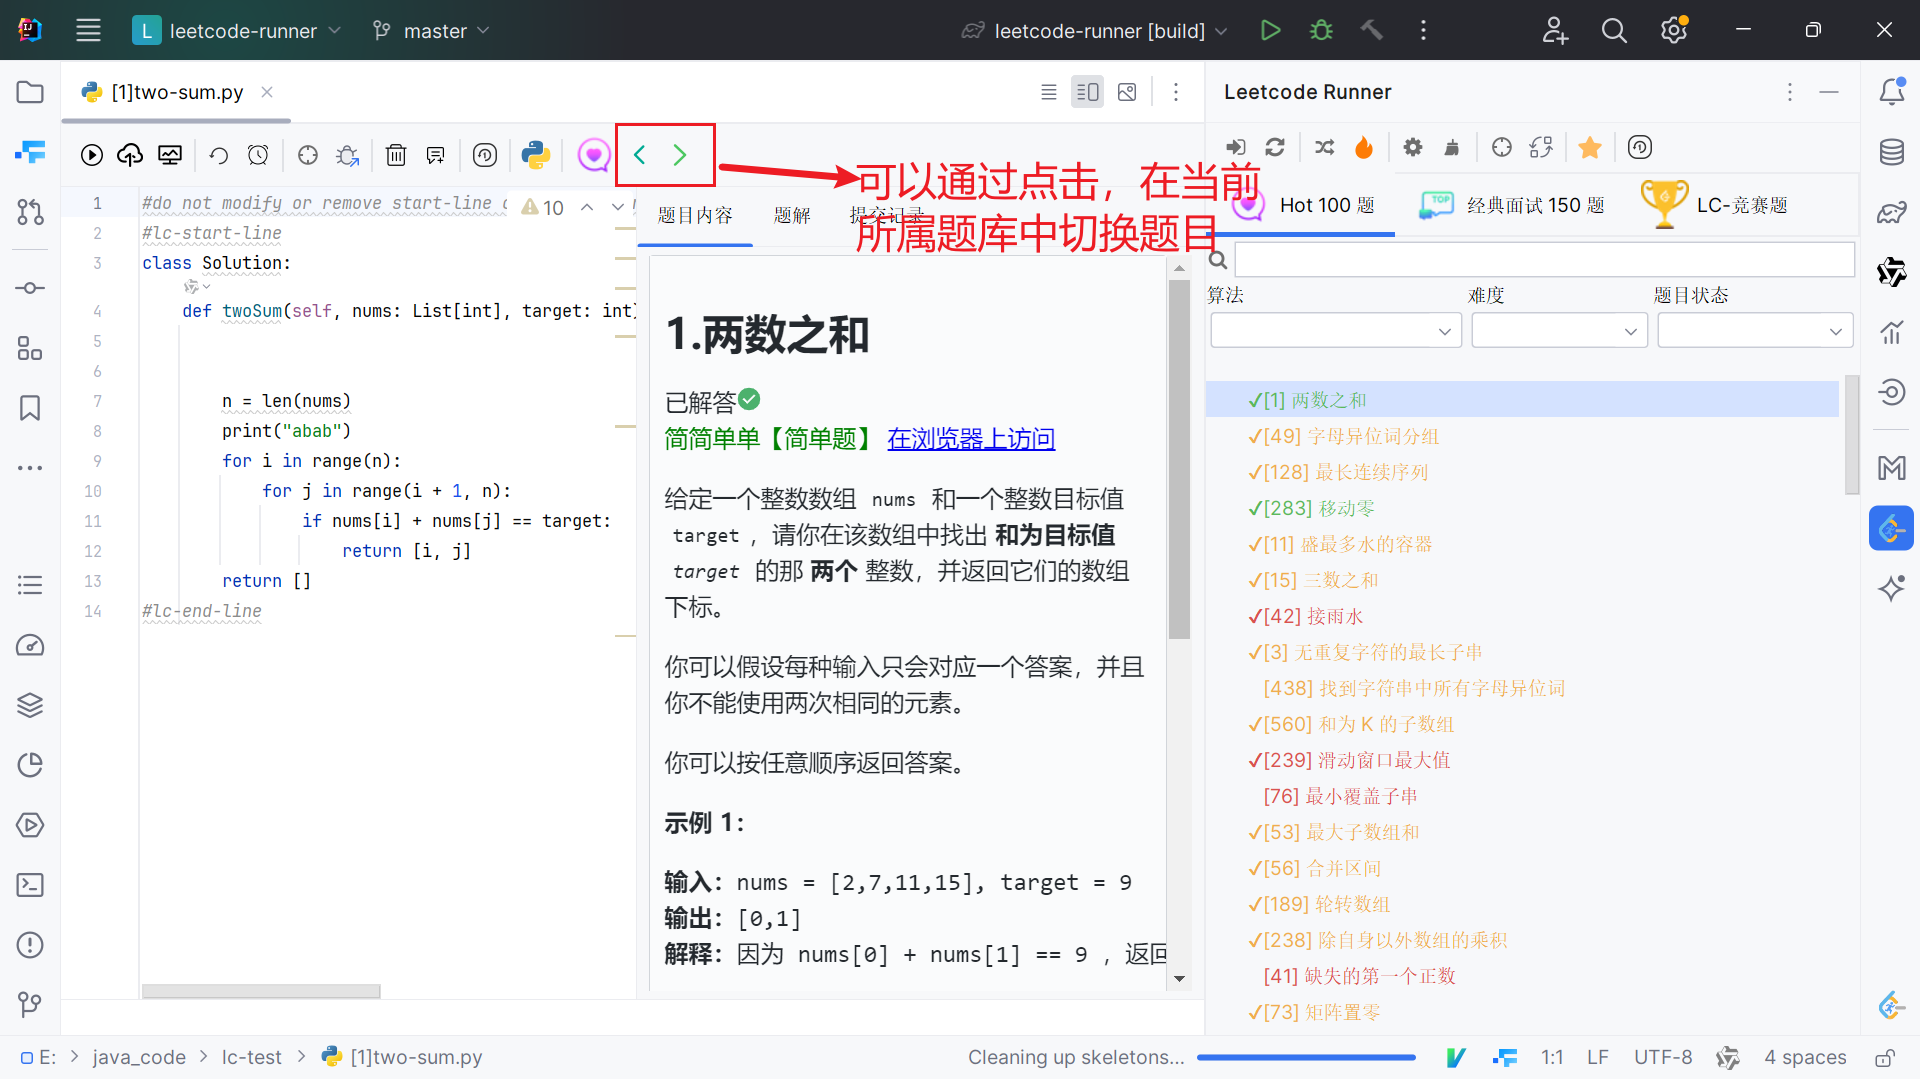 L leetcode-runner
master
leetcode-runner [build]
[1]two-sum.py
Leetcode Runner
可以通过点击，在当前
所属题库中切换题目
题目内容
题解
提交记录
Hot 100 题
经典面试 150 题
LC-竞赛题
1 #do not modify or remove start-line
10
2 #lc-start-line
3 class Solution:
4 def twoSum(self, nums: List[int], target: int)
5
6
7 n = len(nums)
8 print("abab")
9 for i in range(n):
10 for j in range(i + 1, n):
11 if nums[i] + nums[j] == target:
12 return [i, j]
13 return []
14 #lc-end-line
1.两数之和
已解答
简简单单【简单题】 在浏览器上访问
给定一个整数数组 nums 和一个整数目标值
target ，请你在该数组中找出 和为目标值
target 的那 两个 整数，并返回它们的数组
下标。
你可以假设每种输入只会对应一个答案，并且
你不能使用两次相同的元素。
你可以按任意顺序返回答案。
示例 1：
输入：nums = [2,7,11,15], target = 9
输出：[0,1]
解释：因为 nums[0] + nums[1] == 9 ，返回
算法
难度
题目状态
✓[1] 两数之和
✓[49] 字母异位词分组
✓[128] 最长连续序列
✓[283] 移动零
✓[11] 盛最多水的容器
✓[15] 三数之和
✓[42] 接雨水
✓[3] 无重复字符的最长子串
[438] 找到字符串中所有字母异位词
✓[560] 和为 K 的子数组
✓[239] 滑动窗口最大值
[76] 最小覆盖子串
✓[53] 最大子数组和
✓[56] 合并区间
✓[189] 轮转数组
✓[238] 除自身以外数组的乘积
[41] 缺失的第一个正数
✓[73] 矩阵置零
E: > java_code > lc-test > [1]two-sum.py
Cleaning up skeletons...
1:1
LF
UTF-8
4 spaces